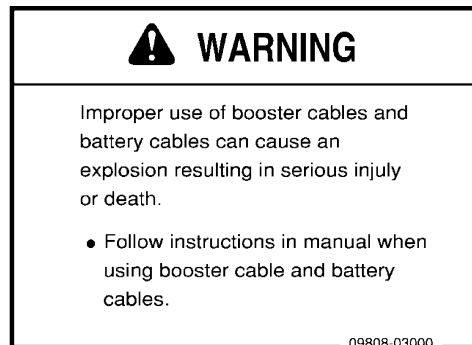 WARNING
Improper use of booster cables and
battery cables can cause an
explosion resulting in serious injuly
or death.
● Follow instructions in manual when
using booster cable and battery
cables.
09808-03000